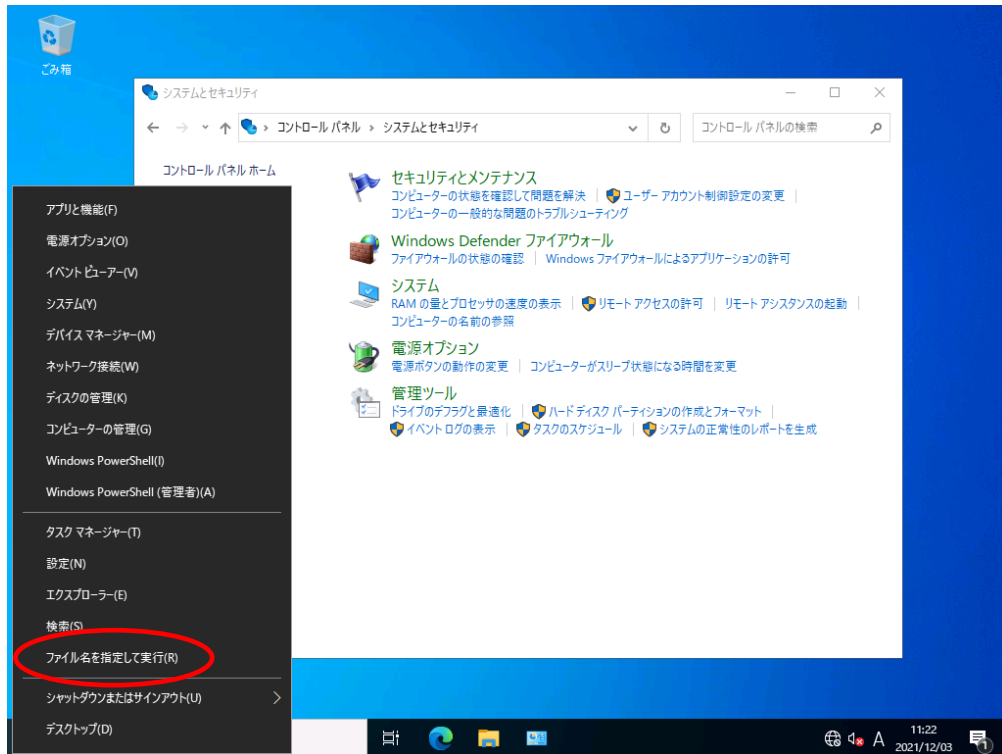 ごみ箱
システムとセキュリティ
コントロール パネル › システムとセキュリティ
コントロール パネルの検索
コントロール パネル ホーム
セキュリティとメンテナンス
コンピューターの状態を確認して問題を解決
ユーザー アカウント制御設定の変更
コンピューターの一般的な問題のトラブルシューティング
Windows Defender ファイアウォール
ファイアウォールの状態の確認
Windows ファイアウォールによるアプリケーションの許可
システム
RAM の量とプロセッサの速度の表示
リモート アクセスの許可
リモート アシスタンスの起動
コンピューターの名前の参照
電源オプション
電源ボタンの動作の変更
コンピューターがスリープ状態になる時間を変更
管理ツール
ドライブのデフラグと最適化
ハード ディスク パーティションの作成とフォーマット
イベント ログの表示
タスクのスケジュール
システムの正常性のレポートを生成
アプリと機能(F)
電源オプション(O)
イベント ビューアー(V)
システム(Y)
デバイス マネージャー(M)
ネットワーク接続(W)
ディスクの管理(K)
コンピューターの管理(G)
Windows PowerShell(I)
Windows PowerShell (管理者)(A)
タスク マネージャー(T)
設定(N)
エクスプローラー(E)
検索(S)
ファイル名を指定して実行(R)
シャットダウンまたはサインアウト(U)
デスクトップ(D)
A
11:22
2021/12/03
1